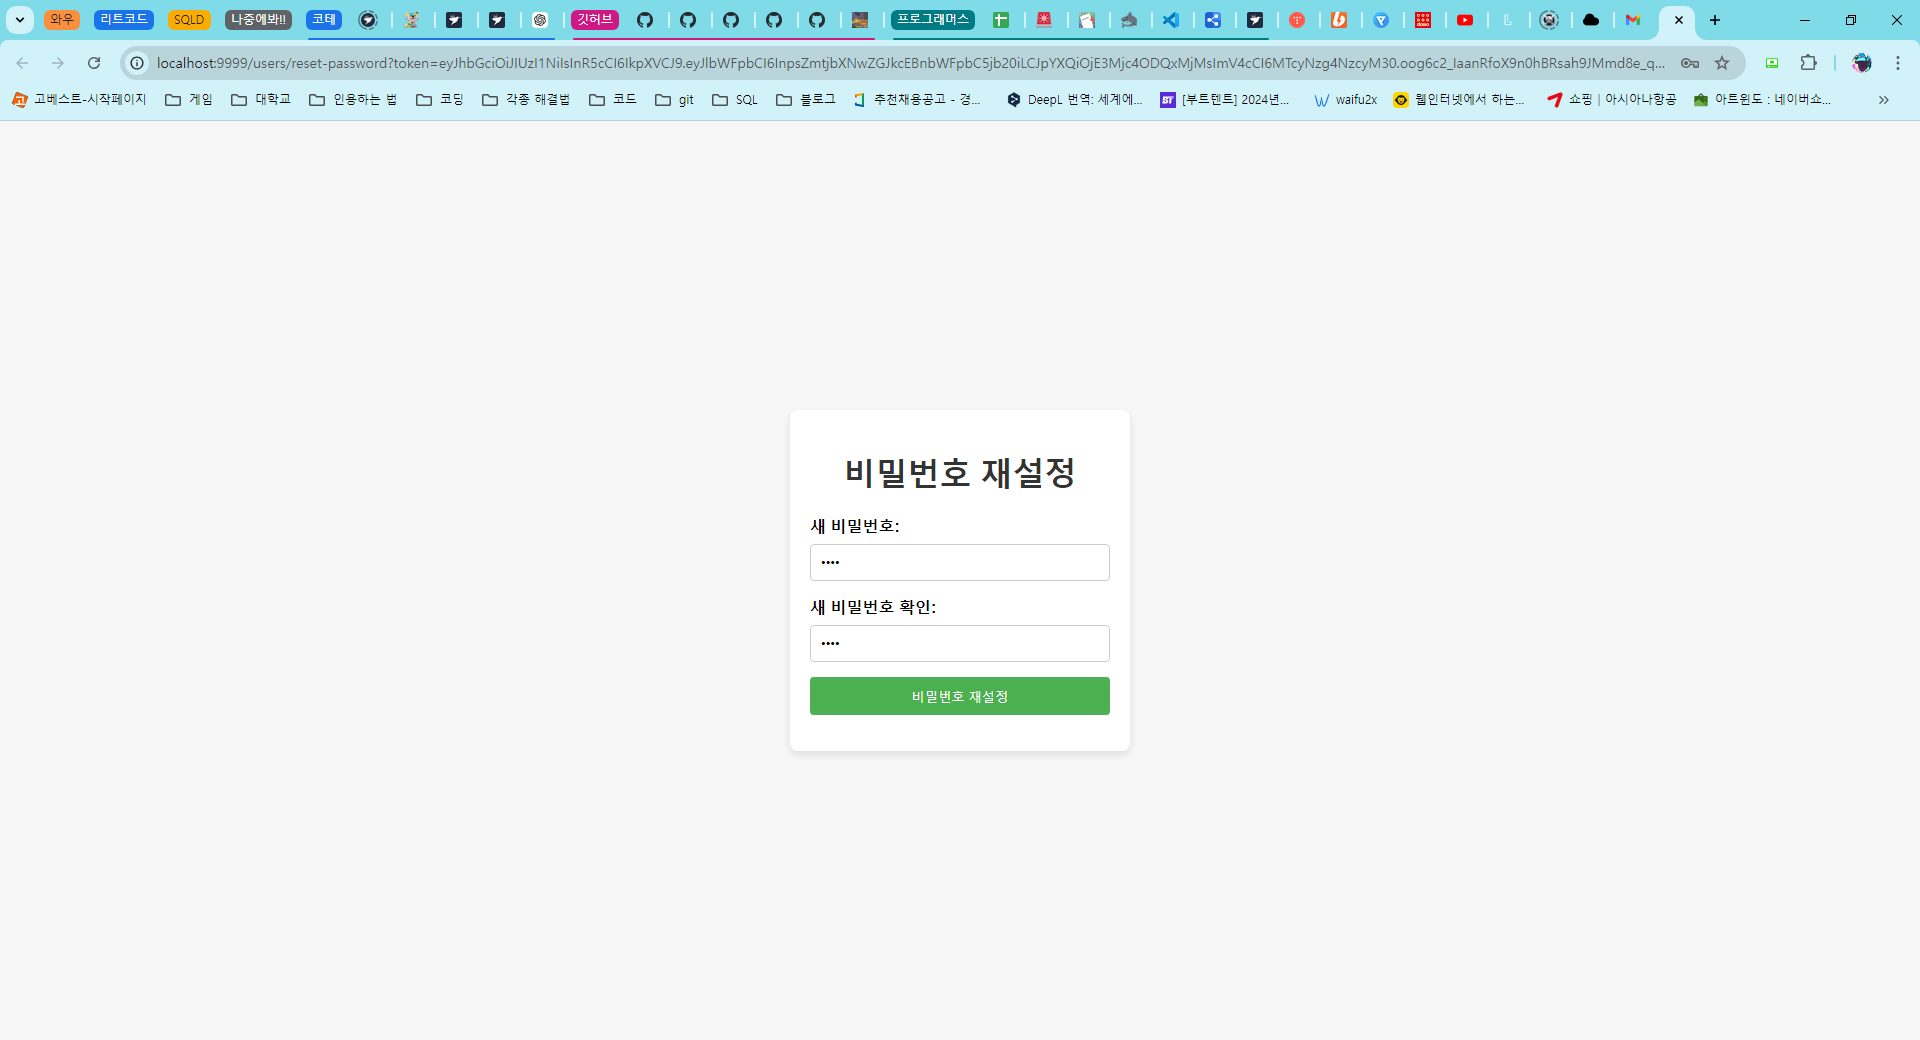 와우 리트코드 SQLD 나중에봐!! 코테 깃허브 프로그래머스
localhost:9999/users/reset-password?token=eyJhbGciOiJIUzI1NiIsInR5cCI6IkpXVCJ9.eyJlbWFpbCI6InpsZmtjbXNwZGJkcEBnbWFpbC5jb20iLCJpYXQiOjE3Mjc4ODQxMjMsImV4cCI6MTcyNzg4NzcyM30.oog6c2_IaanRfoX9n0hBRsah9JMmd8e_q...
고베스트-시작페이지 게임 대학교 인용하는 법 코딩 각종 해결법 코드 git SQL 블로그 추천채용공고 - 경... DeepL 번역: 세계에... [부트텐트] 2024년... waifu2x 웹인터넷에서 하는... 쇼핑 | 아시아나항공 아트윈도 : 네이버쇼...
비밀번호 재설정
새 비밀번호:
새 비밀번호 확인:
비밀번호 재설정